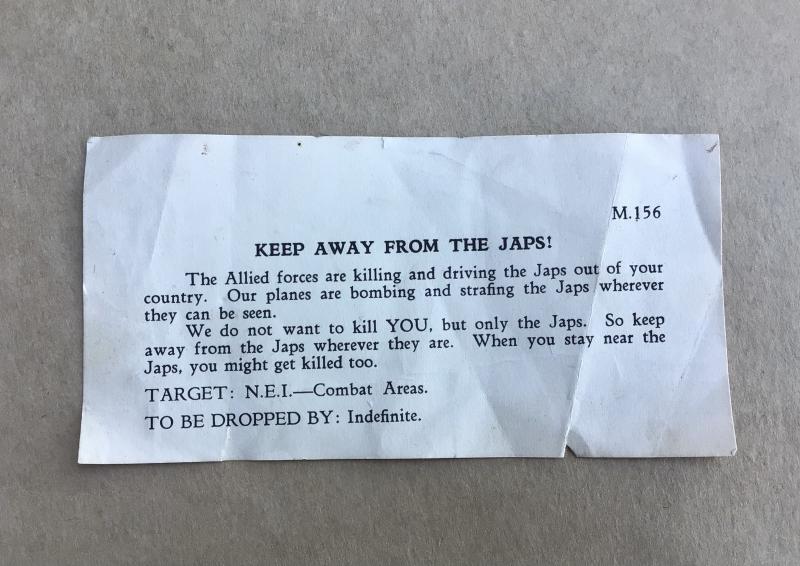 M.156
KEEP AWAY FROM THE JAPS!
The Allied forces are killing and driving the Japs out of your
country. Our planes are bombing and strafing the Japs wherever
they can be seen.
We do not want to kill YOU, but only the Japs. So keep
away from the Japs wherever they are. When you stay near the
Japs, you might get killed too.
TARGET: N.E.I.—Combat Areas.
TO BE DROPPED BY: Indefinite.